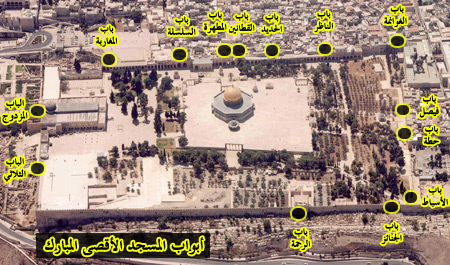 باب
الغوانمة
باب
الناظر
باب
الحديد
باب
القطانين
باب
المطهرة
باب
السلسلة
باب
المغاربة
الباب
المزدوج
الباب
الثلاثي
باب
فيصل
باب
حطة
باب
الأسباط
باب
الجنائز
باب
الرحمة
أبواب المسجد الأقصى المبارك